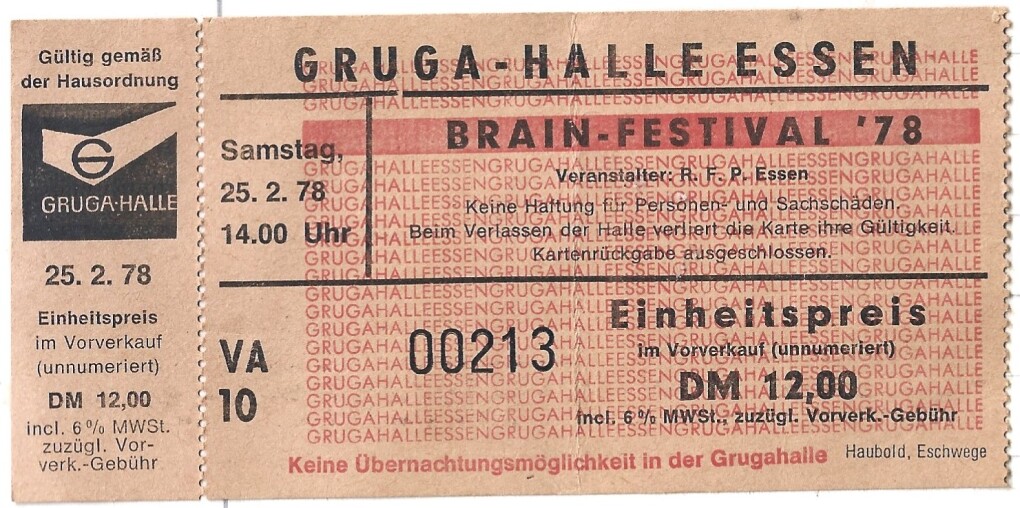 Gültig gemäß
der Hausordnung
G
GRUGA·HALLE
25. 2. 78
Einheitspreis
im Vorverkauf
(unnumeriert)
DM 12,00
incl. 6% MWSt.
zuzügl. Vor-
verk.-Gebühr
GRUGA-HALLE ESSEN
Samstag,
25. 2. 78
14.00 Uhr
BRAIN-FESTIVAL '78
Veranstalter: R. F. P. Essen
Keine Haftung für Personen- und Sachschäden.
Beim Verlassen der Halle verliert die Karte ihre Gültigkeit.
Kartenrückgabe ausgeschlossen.
VA
10
00213
Einheitspreis
im Vorverkauf (unnumeriert)
DM 12,00
incl. 6% MWSt., zuzügl. Vorverk.-Gebühr
GRUGAHALLEESSENGRUGAHALLEESSENGRUGAHALLEESSENGRUGAHALLE
Keine Übernachtungsmöglichkeit in der Grugahalle
Haubold, Eschwege